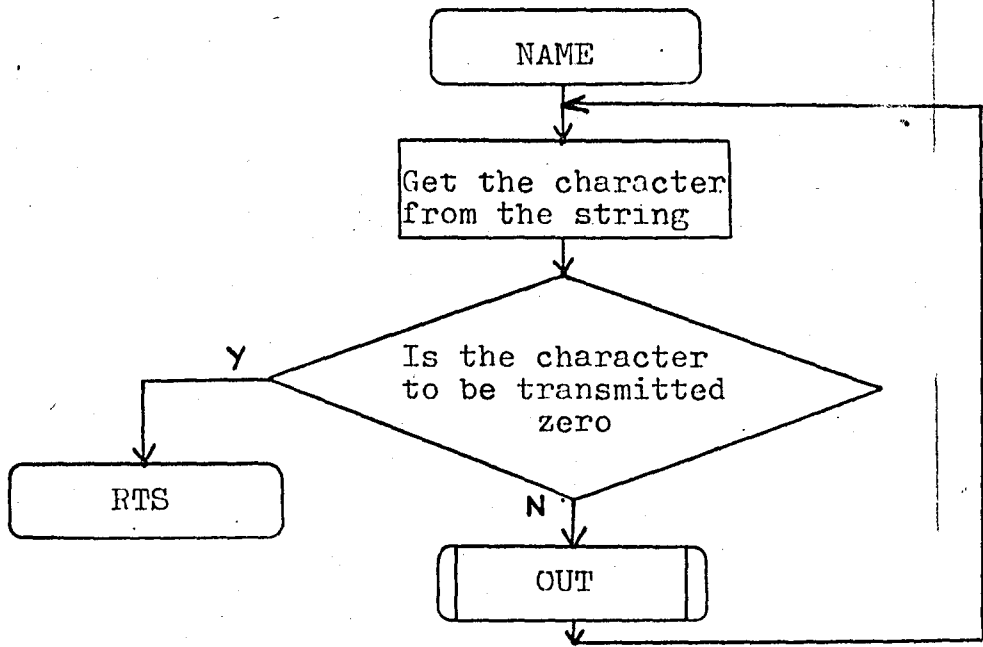 NAME
Get the character
from the string
Is the character
to be transmitted
zero
Y
RTS
N
OUT